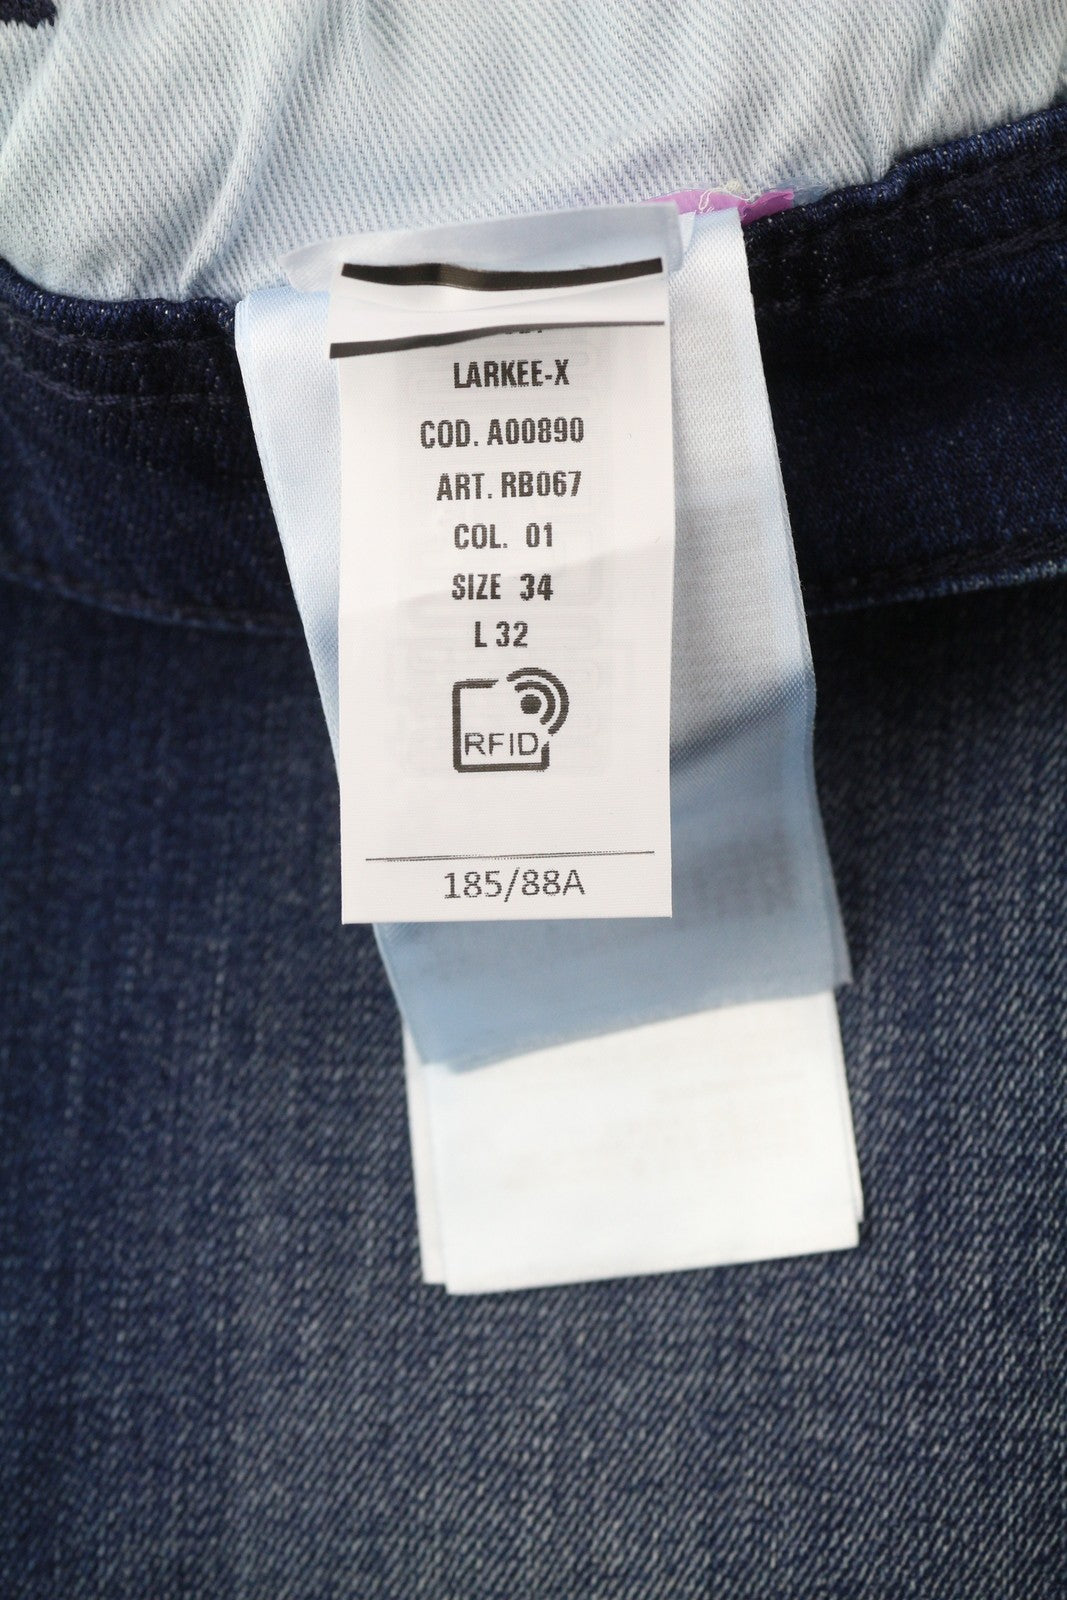 LARKEE-X
COD. A00890
ART. RB067
COL. 01
SIZE 34
L 32
RFID
185/88A